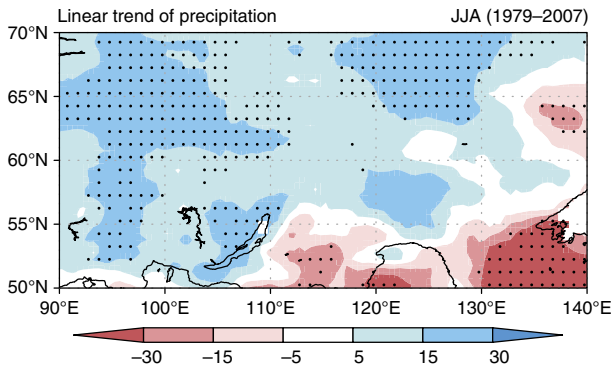 Linear trend of precipitation JJA (1979–2007)
70°N
65°N
60°N
55°N
50°N
90°E 100°E 110°E 120°E 130°E 140°E
–30 –15 –5 5 15 30